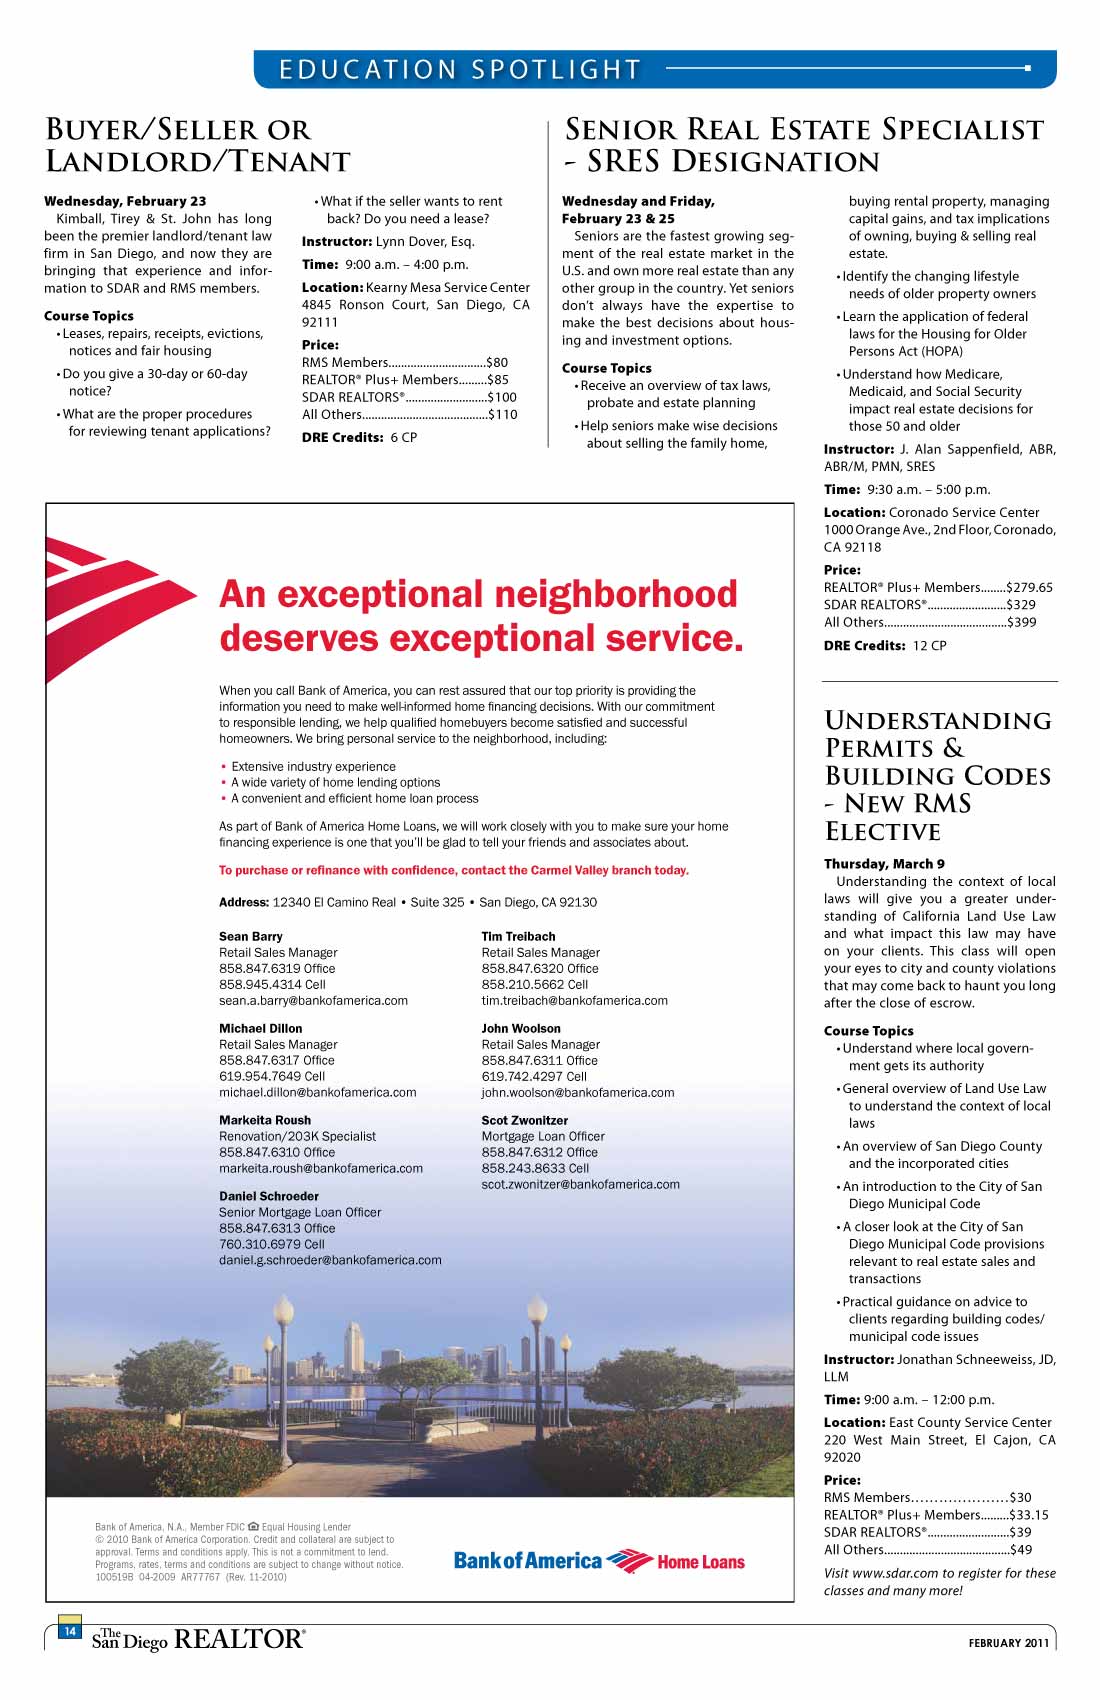 EDUCATION SPOTLIGHT
BUYER/SELLER OR
LANDLORD/TENANT
Wednesday, February 23
Kimball, Tirey & St. John has long
been the premier landlord/tenant law
firm in San Diego, and now they are
bringing that experience and infor-
mation to SDAR and RMS members.
Course Topics
• Leases, repairs, receipts, evictions,
notices and fair housing
• Do you give a 30-day or 60-day
notice?
• What are the proper procedures
for reviewing tenant applications?
• What if the seller wants to rent
back? Do you need a lease?
Instructor: Lynn Dover, Esq.
Time: 9:00 a.m. – 4:00 p.m.
Location: Kearny Mesa Service Center
4845 Ronson Court, San Diego, CA
92111
Price:
RMS Members...............................$80
REALTOR® Plus+ Members.........$85
SDAR REALTORS®..........................$100
All Others........................................$110
DRE Credits: 6 CP
SENIOR REAL ESTATE SPECIALIST
- SRES DESIGNATION
Wednesday and Friday,
February 23 & 25
Seniors are the fastest growing seg-
ment of the real estate market in the
U.S. and own more real estate than any
other group in the country. Yet seniors
don't always have the expertise to
make the best decisions about hous-
ing and investment options.
Course Topics
• Receive an overview of tax laws,
probate and estate planning
• Help seniors make wise decisions
about selling the family home,
buying rental property, managing
capital gains, and tax implications
of owning, buying & selling real
estate.
• Identify the changing lifestyle
needs of older property owners
• Learn the application of federal
laws for the Housing for Older
Persons Act (HOPA)
• Understand how Medicare,
Medicaid, and Social Security
impact real estate decisions for
those 50 and older
Instructor: J. Alan Sappenfield, ABR,
ABR/M, PMN, SRES
Time: 9:30 a.m. – 5:00 p.m.
Location: Coronado Service Center
1000 Orange Ave., 2nd Floor, Coronado,
CA 92118
Price:
REALTOR® Plus+ Members........$279.65
SDAR REALTORS®.........................$329
All Others.......................................$399
DRE Credits: 12 CP
UNDERSTANDING
PERMITS &
BUILDING CODES
- NEW RMS
ELECTIVE
Thursday, March 9
Understanding the context of local
laws will give you a greater under-
standing of California Land Use Law
and what impact this law may have
on your clients. This class will open
your eyes to city and county violations
that may come back to haunt you long
after the close of escrow.
Course Topics
• Understand where local govern-
ment gets its authority
• General overview of Land Use Law
to understand the context of local
laws
• An overview of San Diego County
and the incorporated cities
• An introduction to the City of San
Diego Municipal Code
• A closer look at the City of San
Diego Municipal Code provisions
relevant to real estate sales and
transactions
• Practical guidance on advice to
clients regarding building codes/
municipal code issues
Instructor: Jonathan Schneeweiss, JD,
LLM
Time: 9:00 a.m. – 12:00 p.m.
Location: East County Service Center
220 West Main Street, El Cajon, CA
92020
Price:
RMS Members.....................$30
REALTOR® Plus+ Members.........$33.15
SDAR REALTORS®..........................$39
All Others........................................$49
Visit www.sdar.com to register for these
classes and many more!
An exceptional neighborhood
deserves exceptional service.
When you call Bank of America, you can rest assured that our top priority is providing the
information you need to make well-informed home financing decisions. With our commitment
to responsible lending, we help qualified homebuyers become satisfied and successful
homeowners. We bring personal service to the neighborhood, including:
• Extensive industry experience
• A wide variety of home lending options
• A convenient and efficient home loan process
As part of Bank of America Home Loans, we will work closely with you to make sure your home
financing experience is one that you'll be glad to tell your friends and associates about.
To purchase or refinance with confidence, contact the Carmel Valley branch today.
Address: 12340 El Camino Real • Suite 325 • San Diego, CA 92130
Sean Barry
Retail Sales Manager
858.847.6319 Office
858.945.4314 Cell
sean.a.barry@bankofamerica.com
Tim Treibach
Retail Sales Manager
858.847.6320 Office
858.210.5662 Cell
tim.treibach@bankofamerica.com
Michael Dillon
Retail Sales Manager
858.847.6317 Office
619.954.7649 Cell
michael.dillon@bankofamerica.com
John Woolson
Retail Sales Manager
858.847.6311 Office
619.742.4297 Cell
john.woolson@bankofamerica.com
Markeita Roush
Renovation/203K Specialist
858.847.6310 Office
markeita.roush@bankofamerica.com
Scot Zwonitzer
Mortgage Loan Officer
858.847.6312 Office
858.243.8633 Cell
scot.zwonitzer@bankofamerica.com
Daniel Schroeder
Senior Mortgage Loan Officer
858.847.6313 Office
760.310.6979 Cell
daniel.g.schroeder@bankofamerica.com
Bank of America, N.A., Member FDIC Equal Housing Lender
© 2010 Bank of America Corporation. Credit and collateral are subject to
approval. Terms and conditions apply. This is not a commitment to lend.
Programs, rates, terms and conditions are subject to change without notice.
100519B 04-2009 AR77767 (Rev. 11-2010)
Bank of America Home Loans
14
The San Diego REALTOR®
FEBRUARY 2011